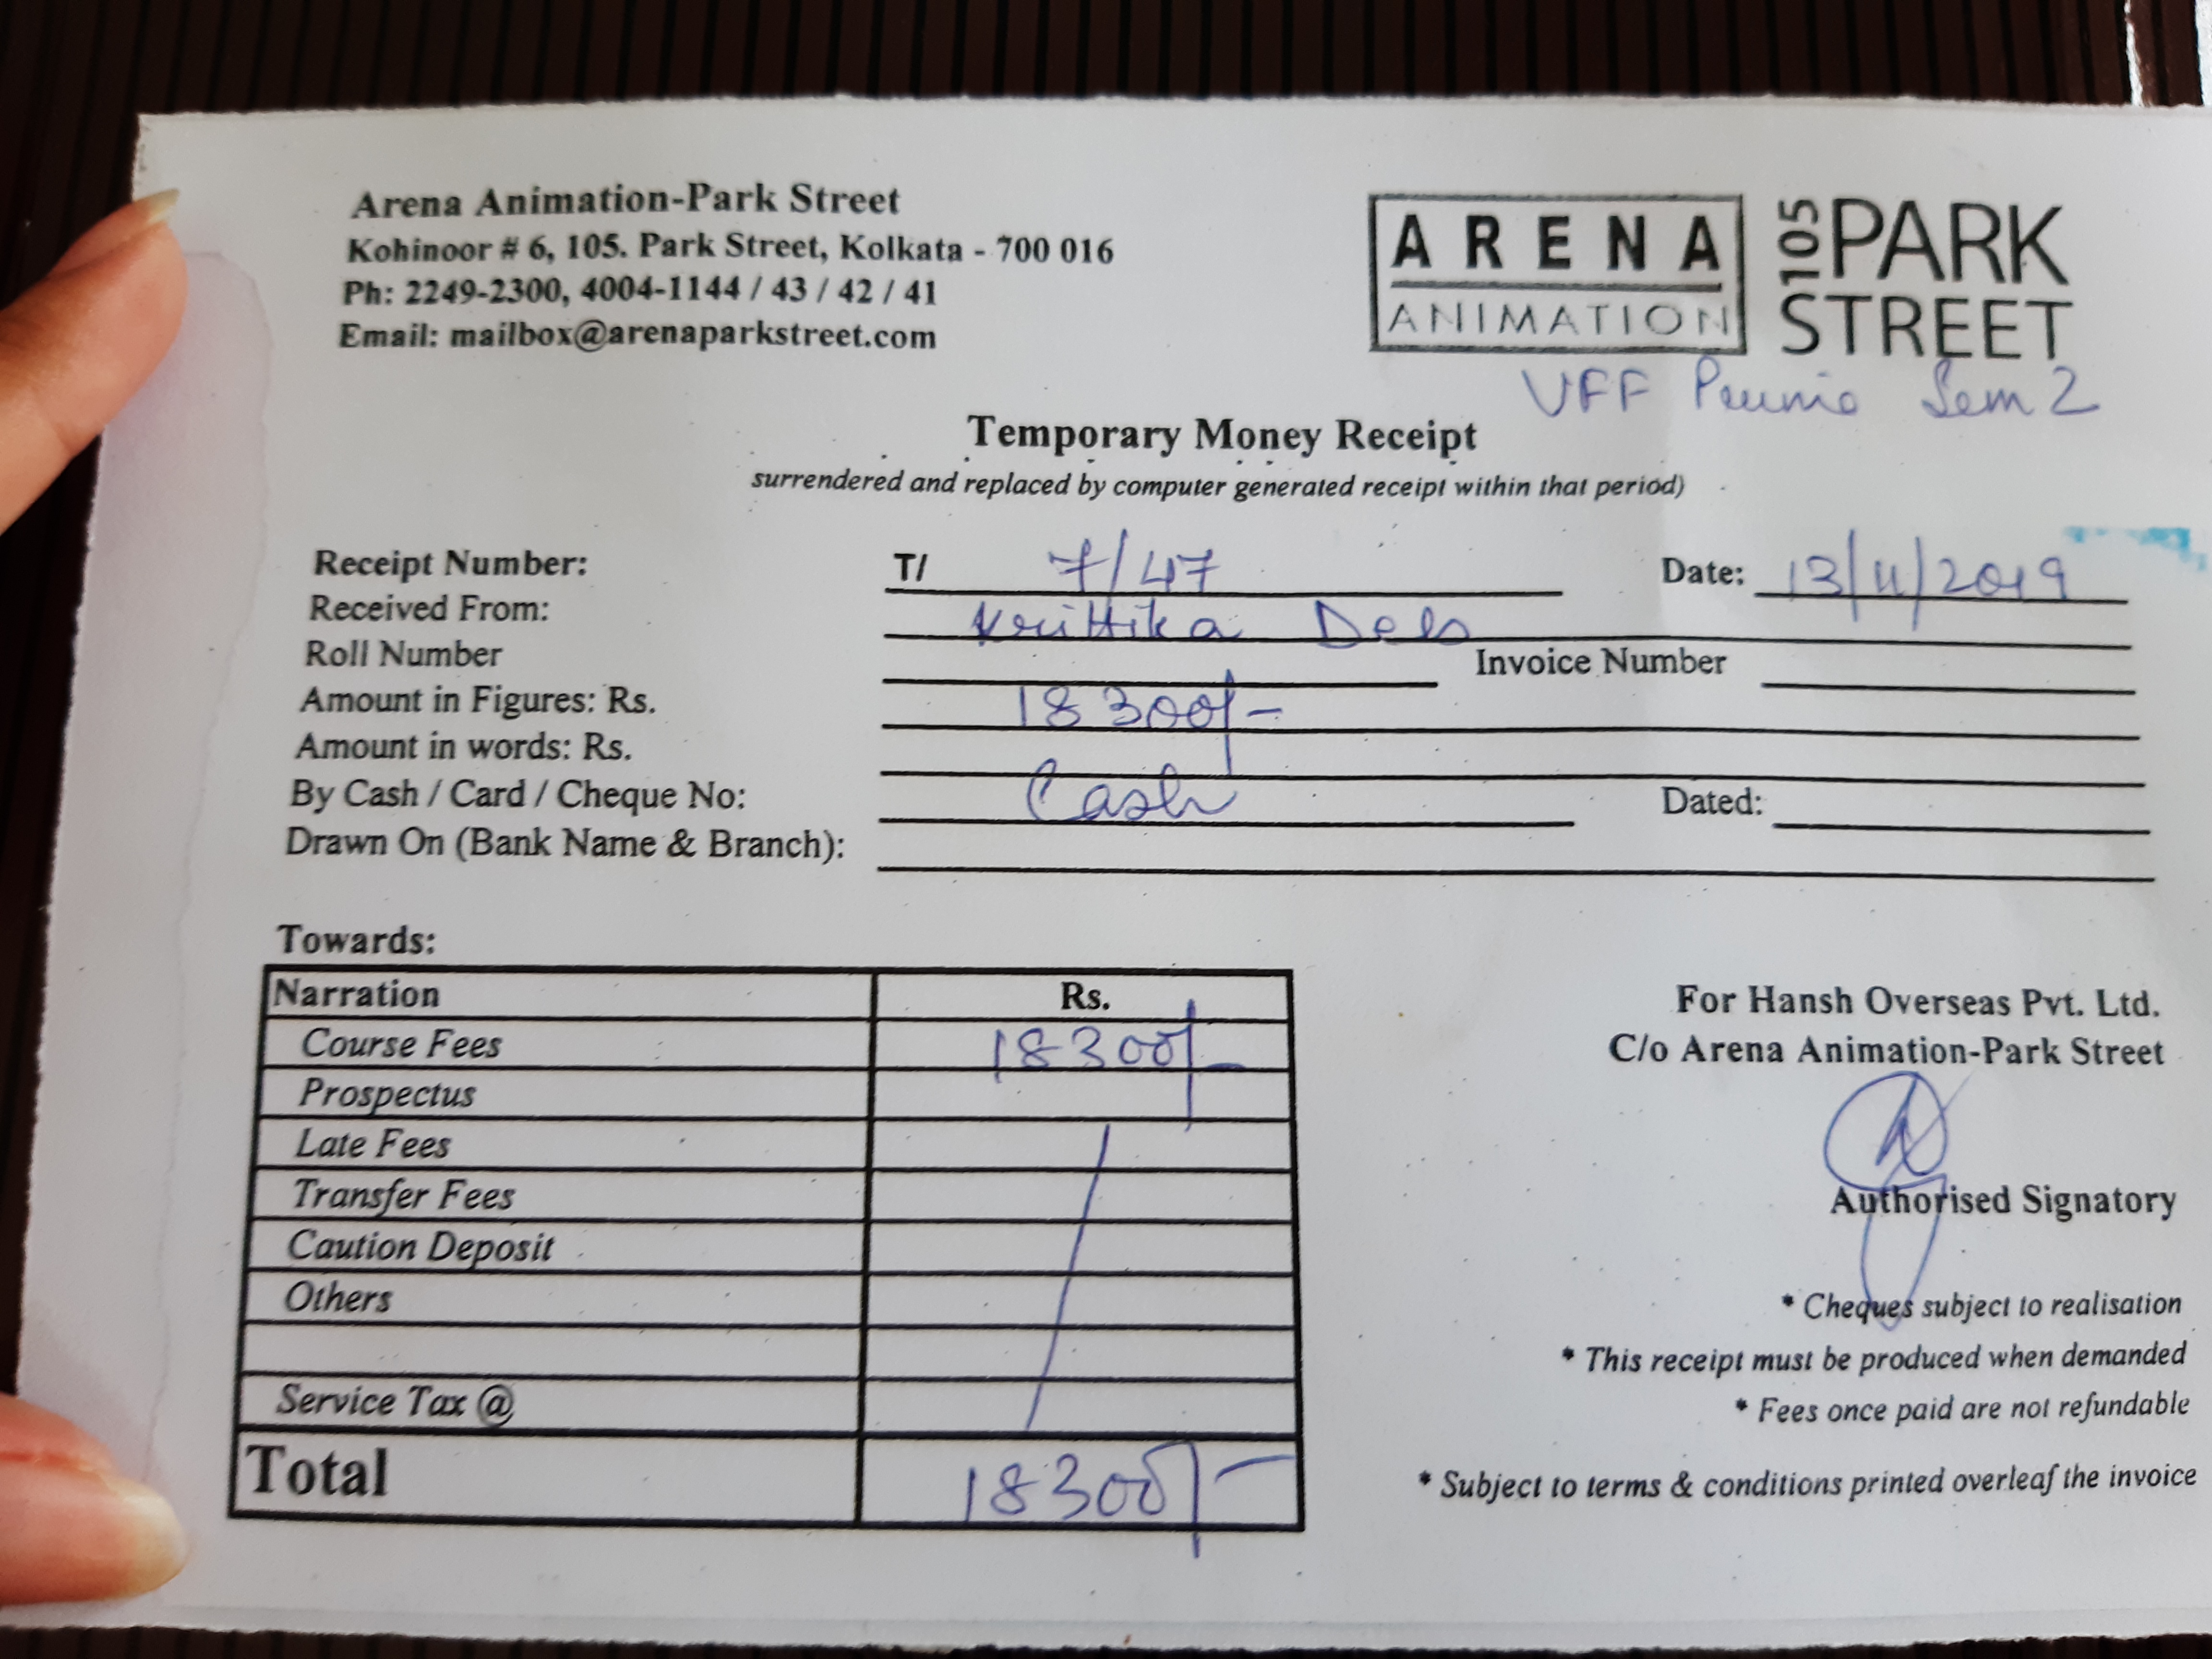 Arena Animation-Park Street
Kohinoor # 6, 105. Park Street, Kolkata - 700 016
Ph: 2249-2300, 4004-1144 / 43 / 42 / 41
Email: mailbox@arenaparkstreet.com
ARENA
ANIMATION
105 PARK
STREET
VFF Sem 2
Temporary Money Receipt
surrendered and replaced by computer generated receipt within that period)
Receipt Number: T/ 7/47 Date: 13/11/2019
Received From: Krittika Deb
Roll Number Invoice Number
Amount in Figures: Rs. 18300/-
Amount in words: Rs.
By Cash / Card / Cheque No: Cash Dated:
Drawn On (Bank Name & Branch):
Towards:
Narration Rs.
Course Fees 18300/-
Prospectus
Late Fees
Transfer Fees
Caution Deposit
Others
Service Tax @
Total 18300/-
For Hansh Overseas Pvt. Ltd.
C/o Arena Animation-Park Street
Authorised Signatory
* Cheques subject to realisation
* This receipt must be produced when demanded
* Fees once paid are not refundable
* Subject to terms & conditions printed overleaf the invoice